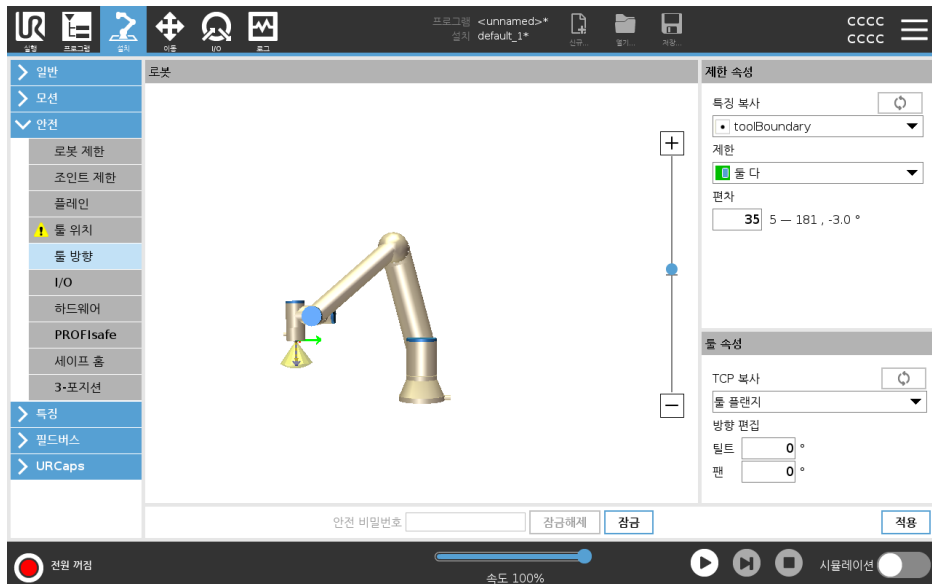 프로그램 <unnamed>*
설치 default_1*
실행 프로그램 설치 이동 I/O 로그
신규... 열기... 저장...
cccc
cccc
일반
모션
안전
로봇 제한
조인트 제한
플레인
툴 위치
툴 방향
I/O
하드웨어
PROFIsafe
세이프 홈
3-포지션
특징
필드버스
URCaps
로봇
제한 속성
특징 복사
toolBoundary
제한
둘 다
편차
35 5 — 181 , -3.0 °
툴 속성
TCP 복사
툴 플랜지
방향 편집
틸트 0 °
팬 0 °
안전 비밀번호 잠금해제 잠금 적용
전원 꺼짐
속도 100%
시뮬레이션